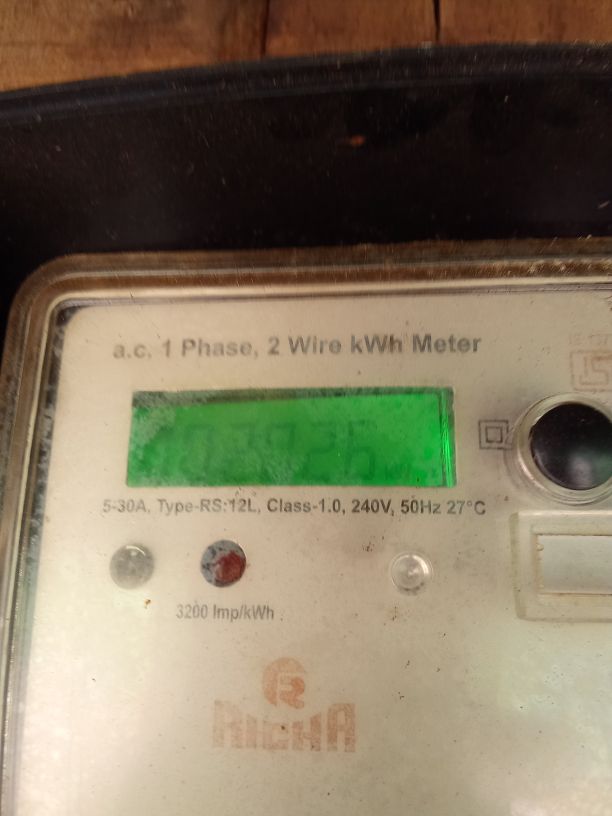 a.c. 1 Phase, 2 Wire kWh Meter
5-30A, Type-RS:12L, Class-1.0, 240V, 50Hz 27°C
3200 Imp/kWh
RICHA